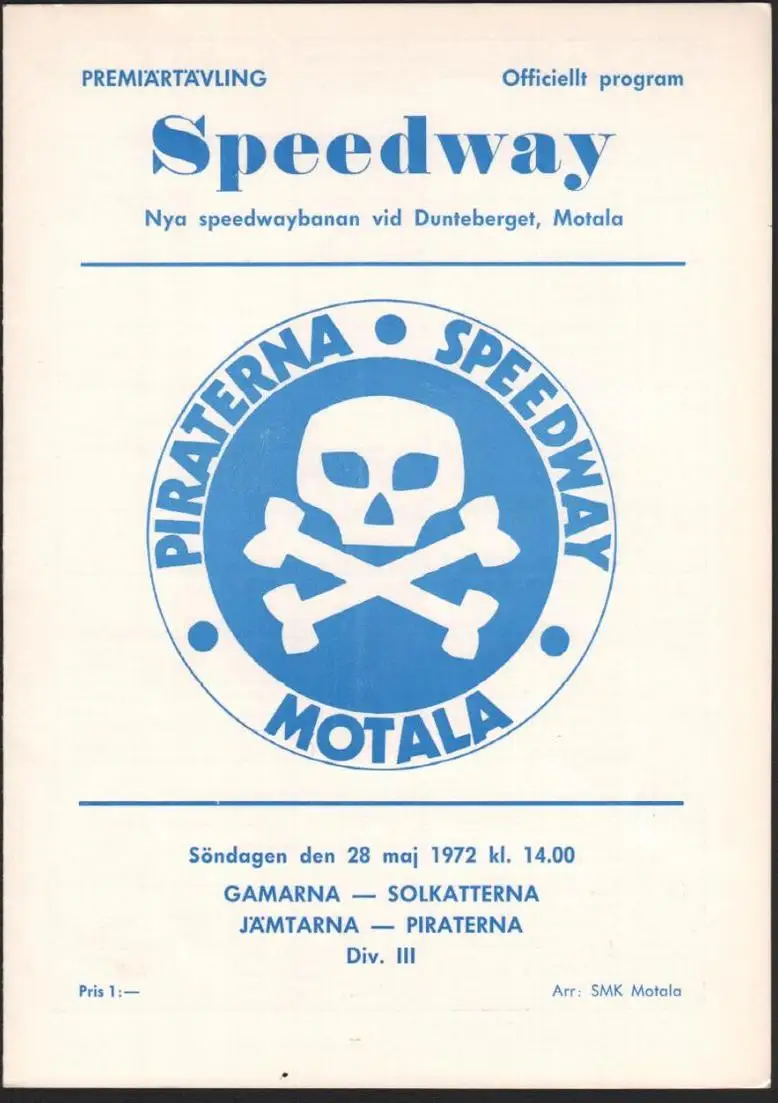 PREMIÄRTÄVLING Officiellt program
Speedway
Nya speedwaybanan vid Dunteberget, Motala
PIRATERNA • SPEEDWAY • MOTALA •
Söndagen den 28 maj 1972 kl. 14.00
GAMARNA — SOLKATTERNA
JÄMTARNA — PIRATERNA
Div. III
Pris 1:— Arr: SMK Motala